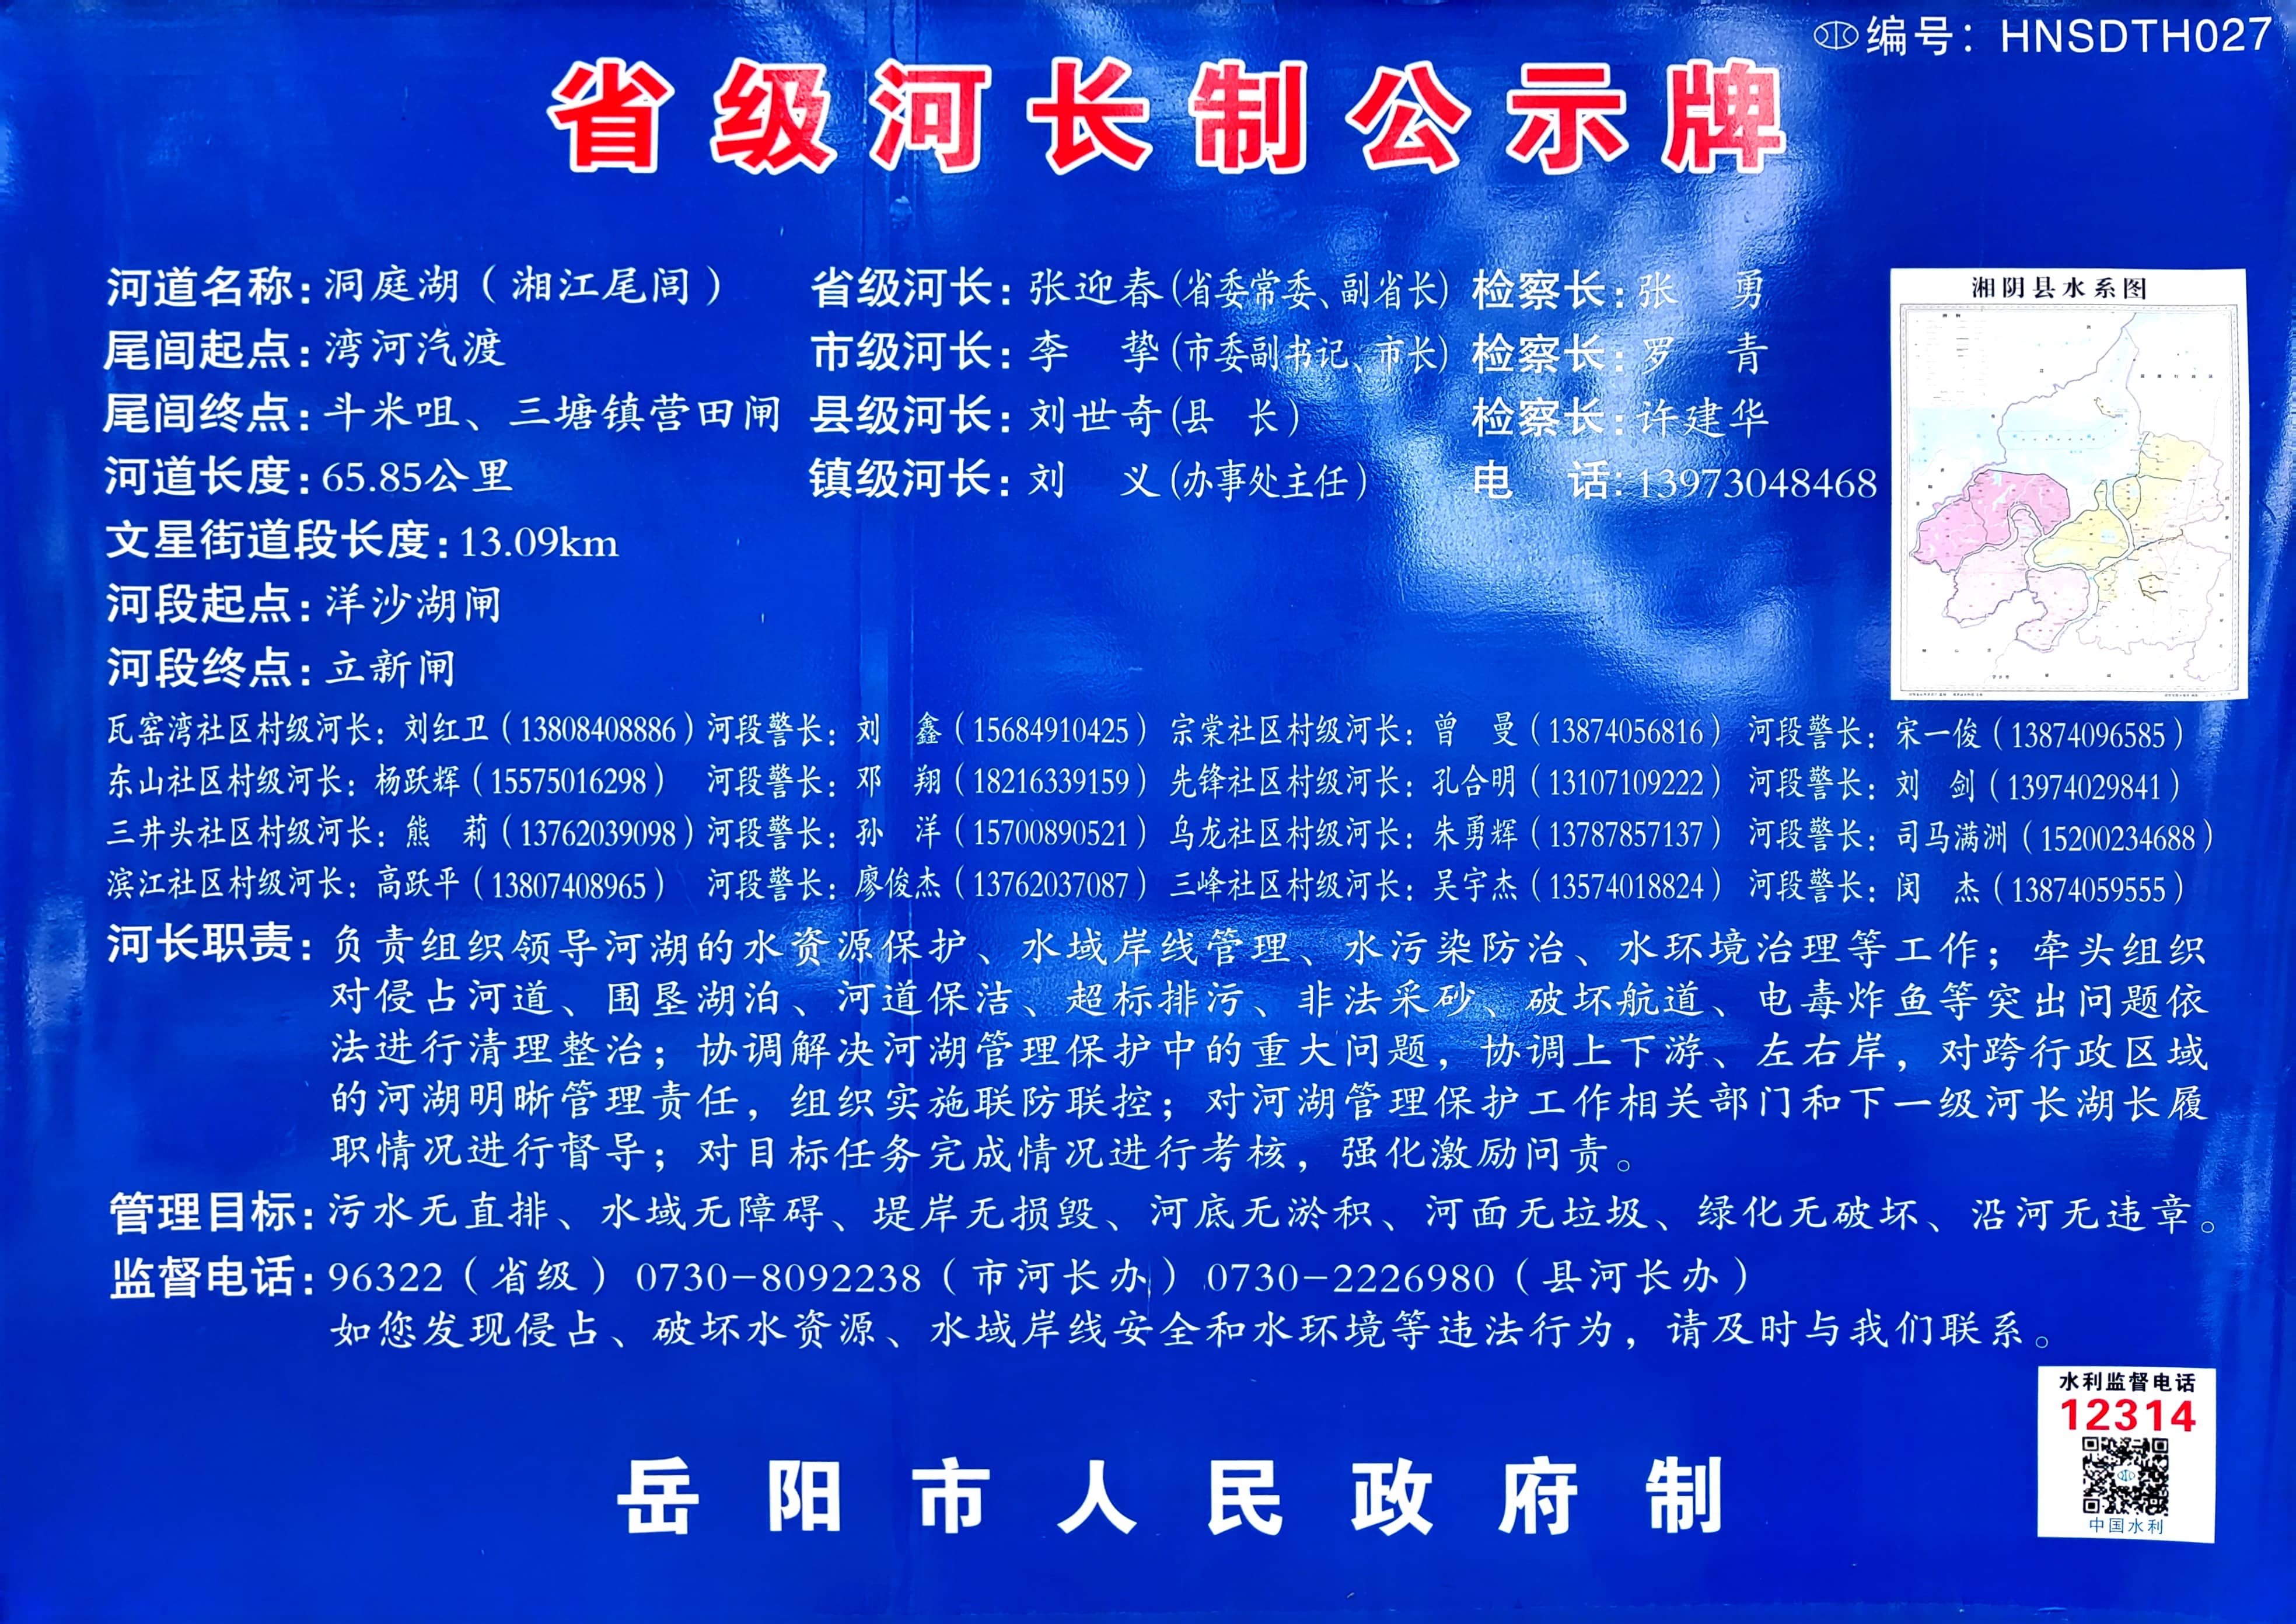 编号：HNSDTH027
省级河长制公示牌
河道名称：洞庭湖（湘江尾闾） 省级河长：张迎春(省委常委、副省长) 检察长：张 勇
尾闾起点：湾河汽渡 市级河长：李 挚(市委副书记、市长) 检察长：罗 青
尾闾终点：斗米咀、三塘镇营田闸 县级河长：刘世奇(县 长) 检察长：许建华
河道长度：65.85公里 镇级河长：刘 义(办事处主任) 电 话：13973048468
文星街道段长度：13.09km
河段起点：洋沙湖闸
河段终点：立新闸
湘阴县水系图
瓦窑湾社区村级河长：刘红卫（13808408886）河段警长：刘 鑫（15684910425）宗棠社区村级河长：曾 曼（13874056816）河段警长：宋一俊（13874096585）
东山社区村级河长：杨跃辉（15575016298） 河段警长：邓 翔（18216339159）先锋社区村级河长：孔合明（13107109222）河段警长：刘 剑（13974029841）
三井头社区村级河长：熊 莉（13762039098）河段警长：孙 洋（15700890521）乌龙社区村级河长：朱勇辉（13787857137）河段警长：司马满洲（15200234688）
滨江社区村级河长：高跃平（13807408965） 河段警长：廖俊杰（13762037087）三峰社区村级河长：吴宇杰（13574018824）河段警长：闵 杰（13874059555）
河长职责：负责组织领导河湖的水资源保护、水域岸线管理、水污染防治、水环境治理等工作；牵头组织
对侵占河道、围垦湖泊、河道保洁、超标排污、非法采砂、破坏航道、电毒炸鱼等突出问题依
法进行清理整治；协调解决河湖管理保护中的重大问题，协调上下游、左右岸，对跨行政区域
的河湖明晰管理责任，组织实施联防联控；对河湖管理保护工作相关部门和下一级河长湖长履
职情况进行督导；对目标任务完成情况进行考核，强化激励问责。
管理目标：污水无直排、水域无障碍、堤岸无损毁、河底无淤积、河面无垃圾、绿化无破坏、沿河无违章。
监督电话：96322（省级）0730-8092238（市河长办）0730-2226980（县河长办）
如您发现侵占、破坏水资源、水域岸线安全和水环境等违法行为，请及时与我们联系。
水利监督电话
12314
中国水利
岳阳市人民政府制